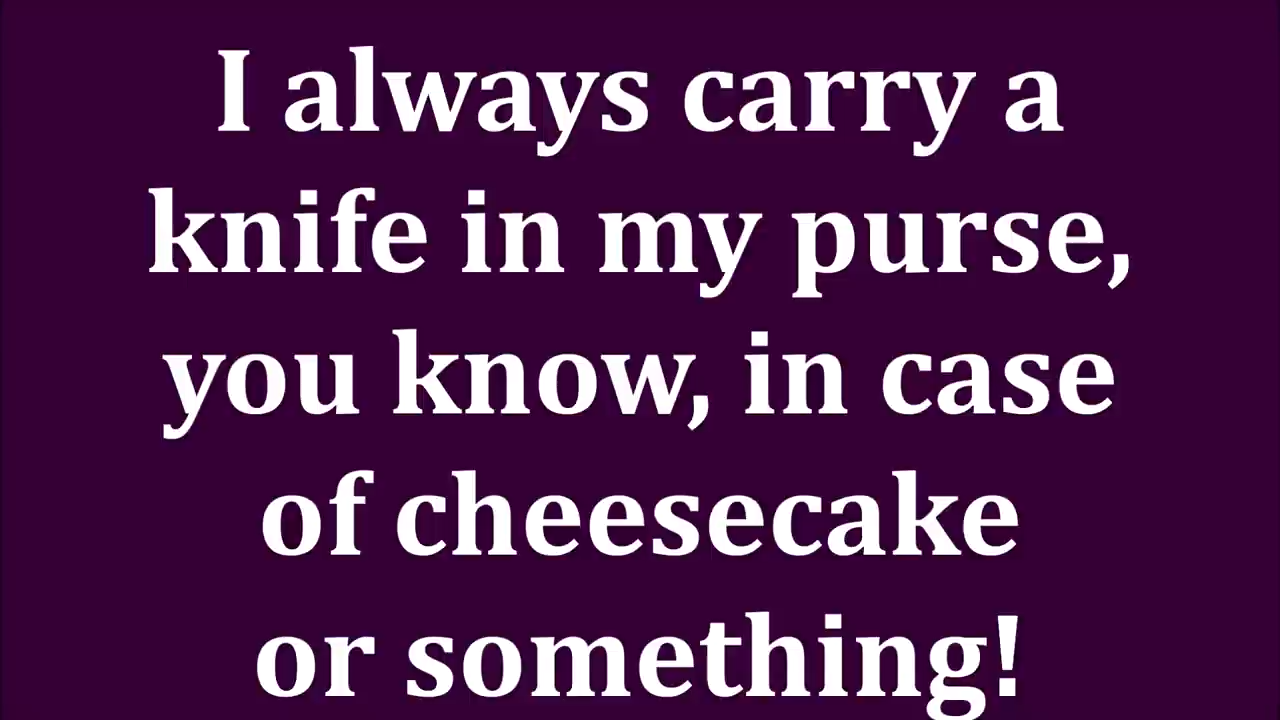 I always carry a
knife in my purse,
you know, in case
of cheesecake
or something!